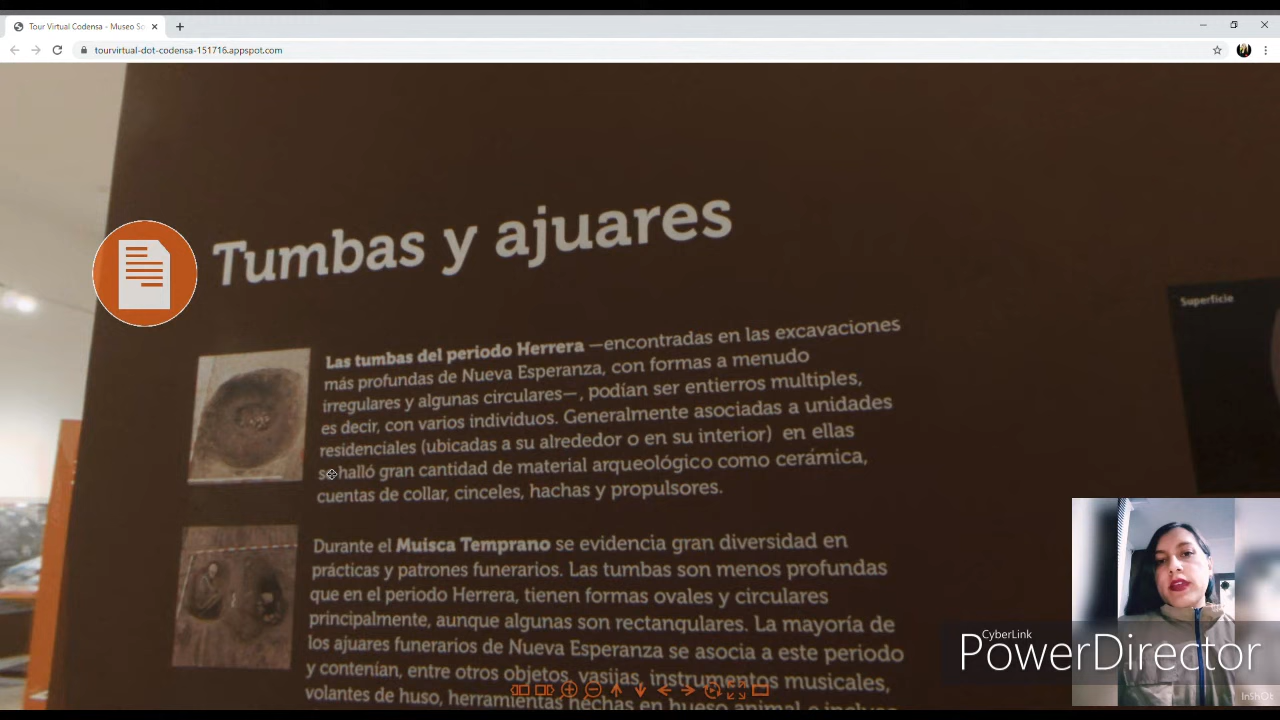 Tour Virtual Codensa - Museo So
tourvirtual-dot-codensa-151716.appspot.com
Tumbas y ajuares
Superficie
Las tumbas del periodo Herrera —encontradas en las excavaciones
más profundas de Nueva Esperanza, con formas a menudo
irregulares y algunas circulares—, podían ser entierros multiples,
es decir, con varios individuos. Generalmente asociadas a unidades
residenciales (ubicadas a su alrededor o en su interior) en ellas
se halló gran cantidad de material arqueológico como cerámica,
cuentas de collar, cinceles, hachas y propulsores.
Durante el Muisca Temprano se evidencia gran diversidad en
prácticas y patrones funerarios. Las tumbas son menos profundas
que en el periodo Herrera, tienen formas ovales y circulares
principalmente, aunque algunas son rectangulares. La mayoría de
los ajuares funerarios de Nueva Esperanza se asocia a este periodo
y contenían, entre otros objetos, vasijas, instrumentos musicales,
volantes de huso, herramientas hechas en hueso animal e incluso
CyberLink
PowerDirector
InShOt